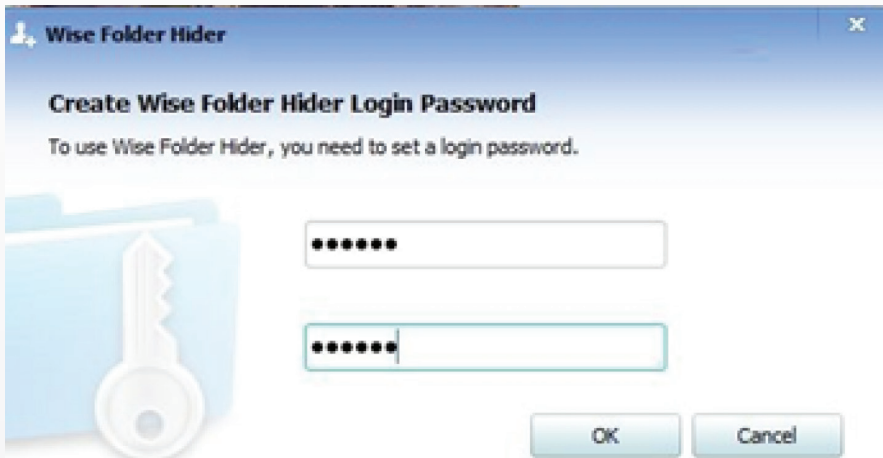 Wise Folder Hider
Create Wise Folder Hider Login Password
To use Wise Folder Hider, you need to set a login password.
●●●●●●
●●●●●●
OK Cancel